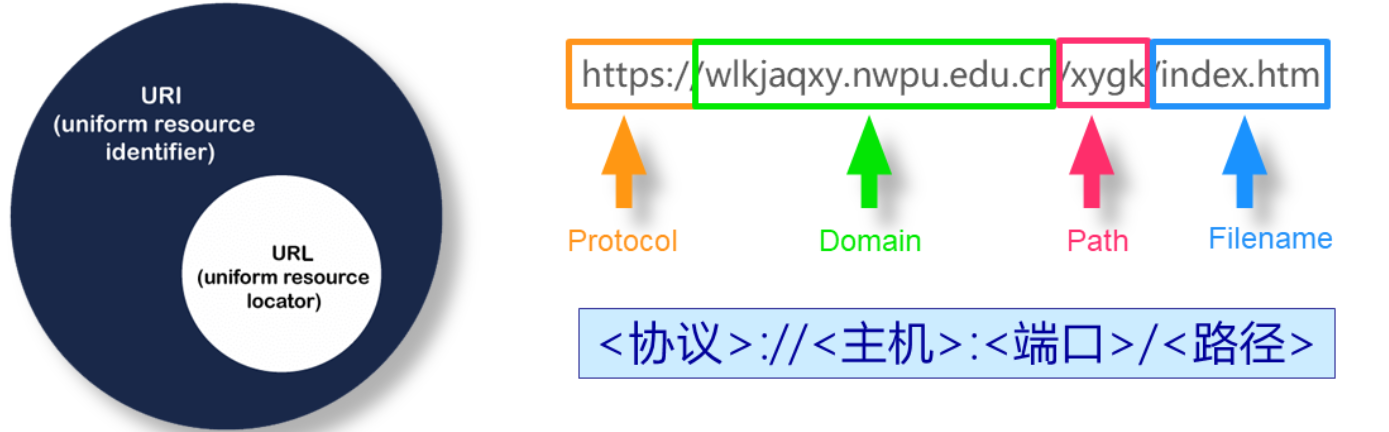 URI
(uniform resource
identifier)
URL
(uniform resource
locator)
https://wlkjaqxy.nwpu.edu.cn/xygk/index.htm
Protocol
Domain
Path
Filename
<协议>://<主机>:<端口>/<路径>